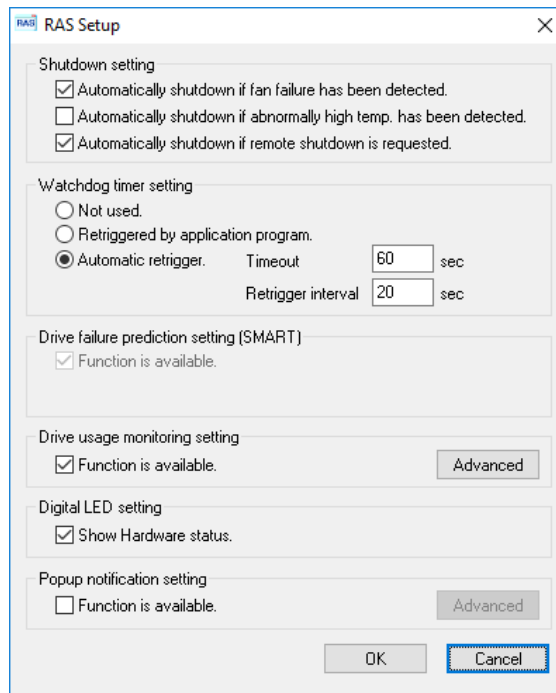 RAS RAS Setup
Shutdown setting
Automatically shutdown if fan failure has been detected.
Automatically shutdown if abnormally high temp. has been detected.
Automatically shutdown if remote shutdown is requested.
Watchdog timer setting
Not used.
Retriggered by application program.
Automatic retrigger. Timeout 60 sec
Retrigger interval 20 sec
Drive failure prediction setting (SMART)
Function is available.
Drive usage monitoring setting
Function is available. Advanced
Digital LED setting
Show Hardware status.
Popup notification setting
Function is available. Advanced
OK Cancel